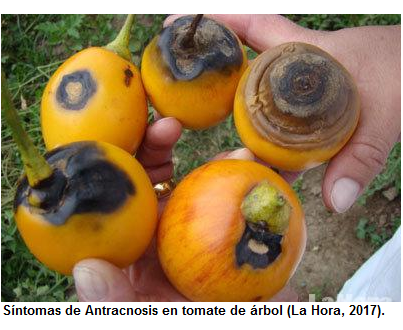 Síntomas de Antracnosis en tomate de árbol (La Hora, 2017).